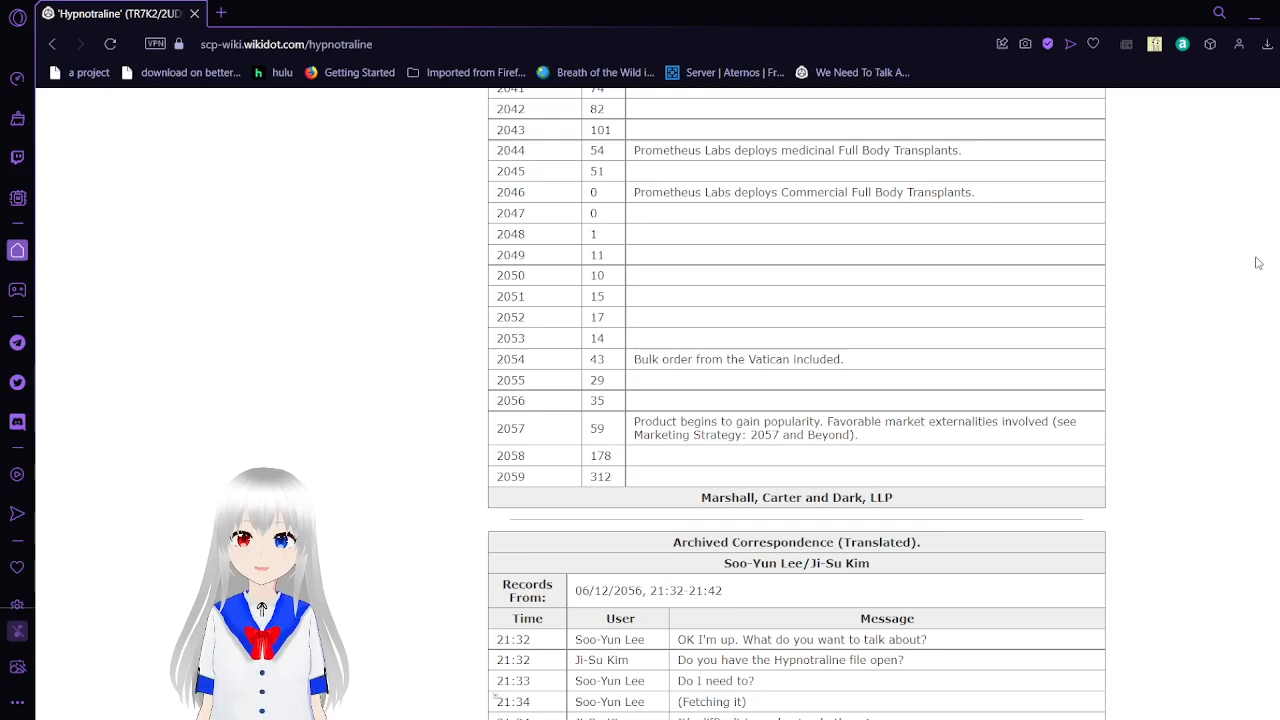 'Hypnotraline' (TR7K2/2UD
scp-wiki.wikidot.com/hypnotraline
VPN
a project
download on better...
hulu
Getting Started
Imported from Firef...
Breath of the Wild i...
Server | Aternos | Fr...
We Need To Talk A...
2041 74
2042 82
2043 101
2044 54 Prometheus Labs deploys medicinal Full Body Transplants.
2045 51
2046 0 Prometheus Labs deploys Commercial Full Body Transplants.
2047 0
2048 1
2049 11
2050 10
2051 15
2052 17
2053 14
2054 43 Bulk order from the Vatican included.
2055 29
2056 35
2057 59 Product begins to gain popularity. Favorable market externalities involved (see
Marketing Strategy: 2057 and Beyond).
2058 178
2059 312
Marshall, Carter and Dark, LLP
Archived Correspondence (Translated).
Soo-Yun Lee/Ji-Su Kim
Records
From:
06/12/2056, 21:32-21:42
Time User Message
21:32 Soo-Yun Lee OK I'm up. What do you want to talk about?
21:32 Ji-Su Kim Do you have the Hypnotraline file open?
21:33 Soo-Yun Lee Do I need to?
21:34 Soo-Yun Lee (Fetching it)